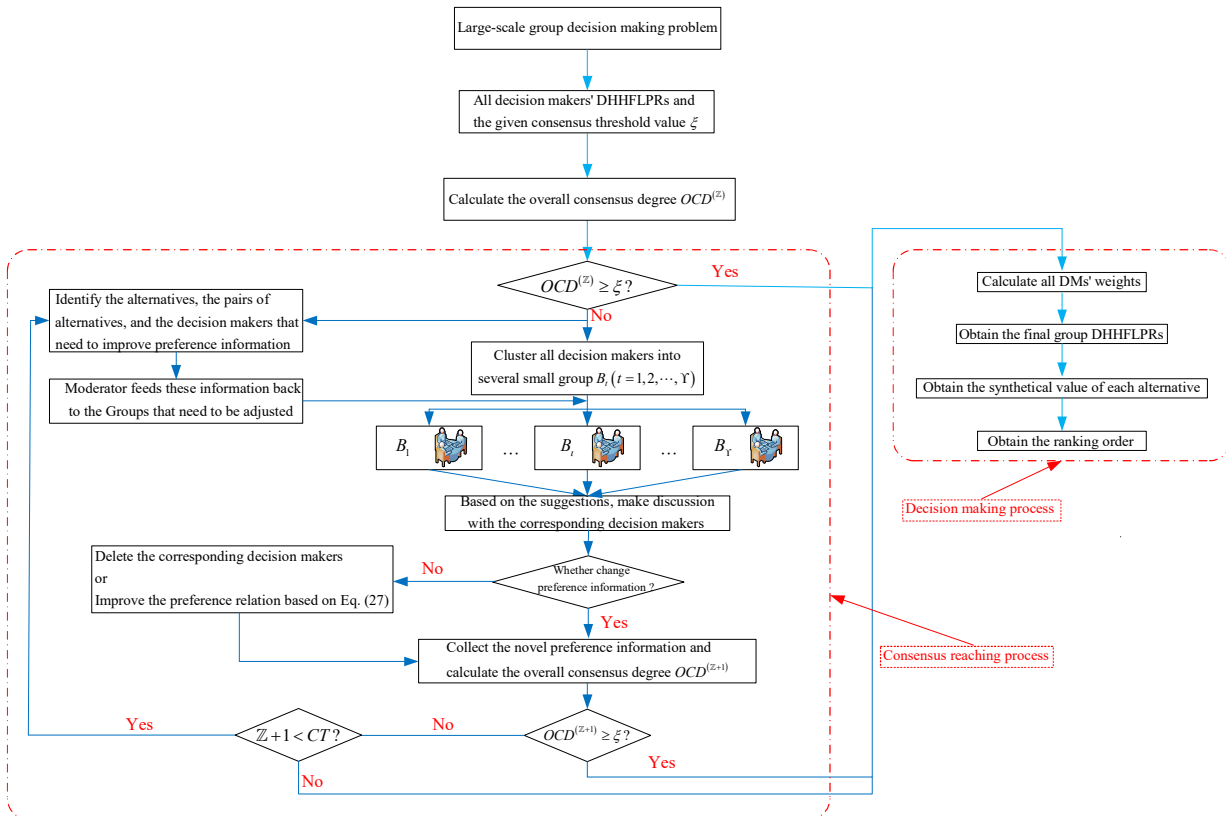 Large-scale group decision making problem
All decision makers' DHHFLPRs and
the given consensus threshold value ξ
Calculate the overall consensus degree OCD^(ℤ)
OCD^(ℤ) ≥ ξ ?
Yes
No
Identify the alternatives, the pairs of
alternatives, and the decision makers that
need to improve preference information
Moderator feeds these information back
to the Groups that need to be adjusted
Cluster all decision makers into
several small group B_t (t = 1, 2, ⋯, ϒ)
B_1
…
B_t
…
B_ϒ
Based on the suggestions, make discussion
with the corresponding decision makers
Whether change
preference information ?
No
Yes
Delete the corresponding decision makers
or
Improve the preference relation based on Eq. (27)
Collect the novel preference information and
calculate the overall consensus degree OCD^(ℤ+1)
OCD^(ℤ+1) ≥ ξ ?
No
Yes
ℤ +1 < CT ?
Yes
No
Calculate all DMs' weights
Obtain the final group DHHFLPRs
Obtain the synthetical value of each alternative
Obtain the ranking order
Decision making process
Consensus reaching process